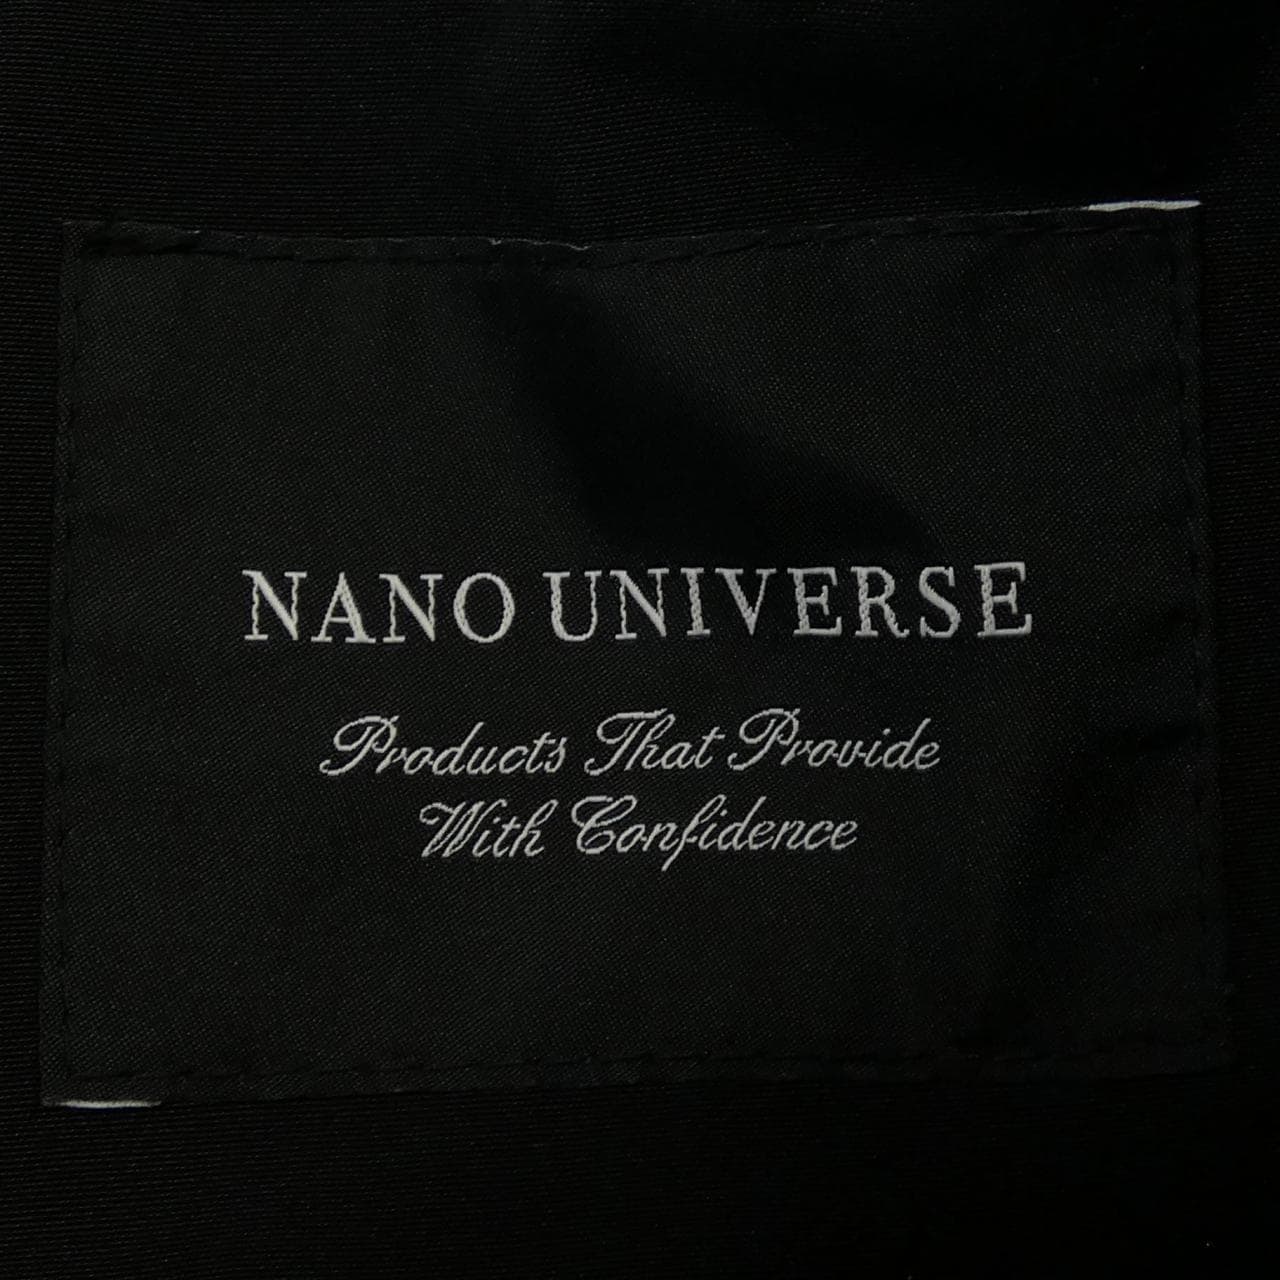 NANO UNIVERSE
Products That Provide
With Confidence